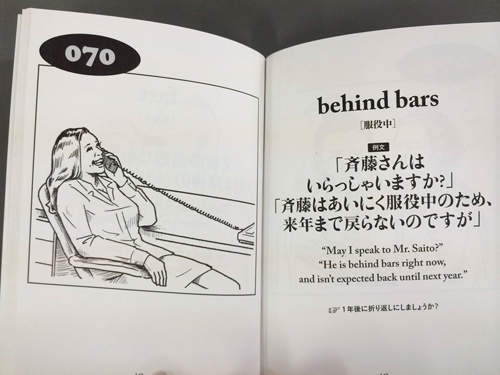 070
behind bars
[服役中]
例文
「斉藤さんは
いらっしゃいますか?」
「斉藤はあいにく服役中のため、
来年まで戻らないのですが」
“May I speak to Mr. Saito?”
“He is behind bars right now,
and isn’t expected back until next year.”
☞ 1年後に折り返しにしましょうか?